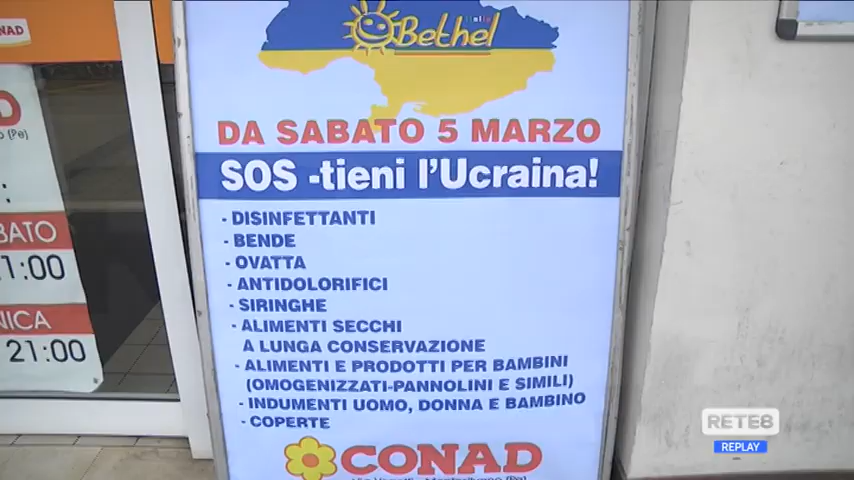 Bethel
DA SABATO 5 MARZO
SOS -tieni l'Ucraina!
- DISINFETTANTI
- BENDE
- OVATTA
- ANTIDOLORIFICI
- SIRINGHE
- ALIMENTI SECCHI
A LUNGA CONSERVAZIONE
- ALIMENTI E PRODOTTI PER BAMBINI
(OMOGENIZZATI-PANNOLINI E SIMILI)
- INDUMENTI UOMO, DONNA E BAMBINO
- COPERTE
CONAD
NAD
D
(Pe)
:
BATO
1:00
NICA
21:00
RETE8
REPLAY